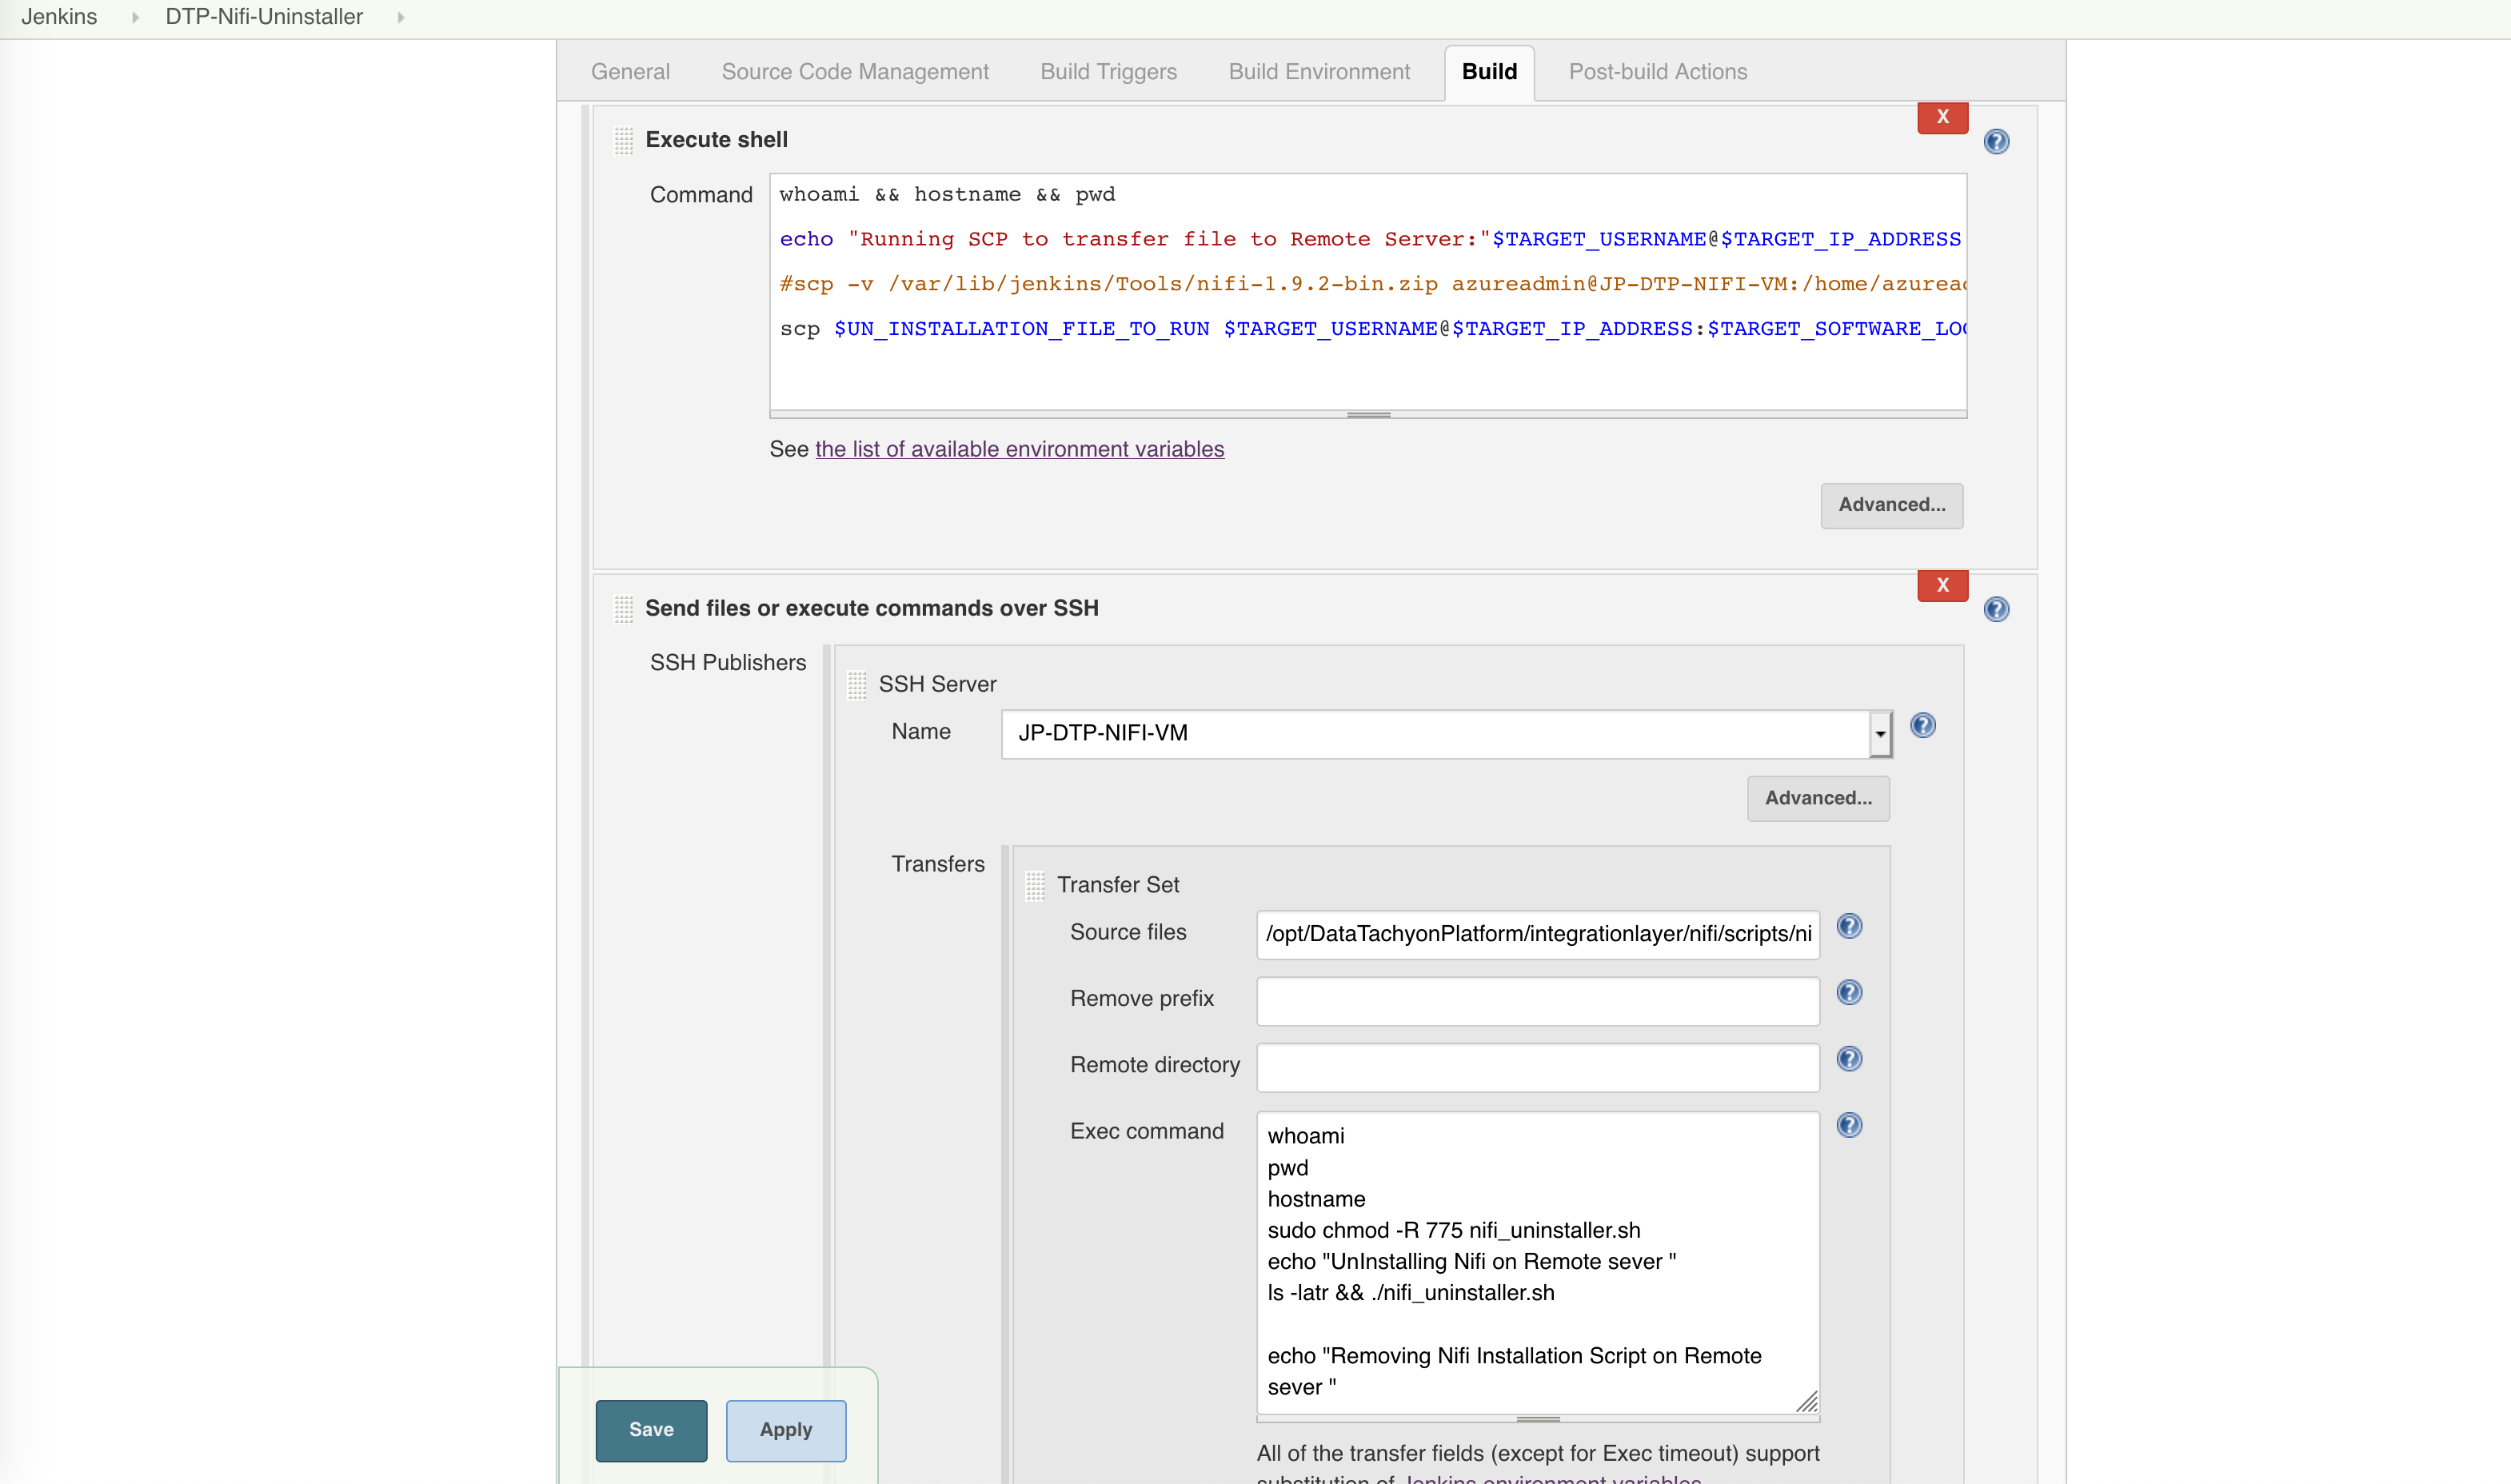 Jenkins DTP-Nifi-Uninstaller
General Source Code Management Build Triggers Build Environment Build Post-build Actions
X
Execute shell
Command
whoami && hostname && pwd
echo "Running SCP to transfer file to Remote Server:"$TARGET_USERNAME@$TARGET_IP_ADDRESS
#scp -v /var/lib/jenkins/Tools/nifi-1.9.2-bin.zip azureadmin@JP-DTP-NIFI-VM:/home/azuread
scp $UN_INSTALLATION_FILE_TO_RUN $TARGET_USERNAME@$TARGET_IP_ADDRESS:$TARGET_SOFTWARE_LOC
See the list of available environment variables
Advanced...
X
Send files or execute commands over SSH
SSH Publishers
SSH Server
Name JP-DTP-NIFI-VM
Advanced...
Transfers
Transfer Set
Source files /opt/DataTachyonPlatform/integrationlayer/nifi/scripts/ni
Remove prefix
Remote directory
Exec command
whoami
pwd
hostname
sudo chmod -R 775 nifi_uninstaller.sh
echo "UnInstalling Nifi on Remote sever "
ls -latr && ./nifi_uninstaller.sh
echo "Removing Nifi Installation Script on Remote
sever "
All of the transfer fields (except for Exec timeout) support
substitution of Jenkins environment variables
Save Apply